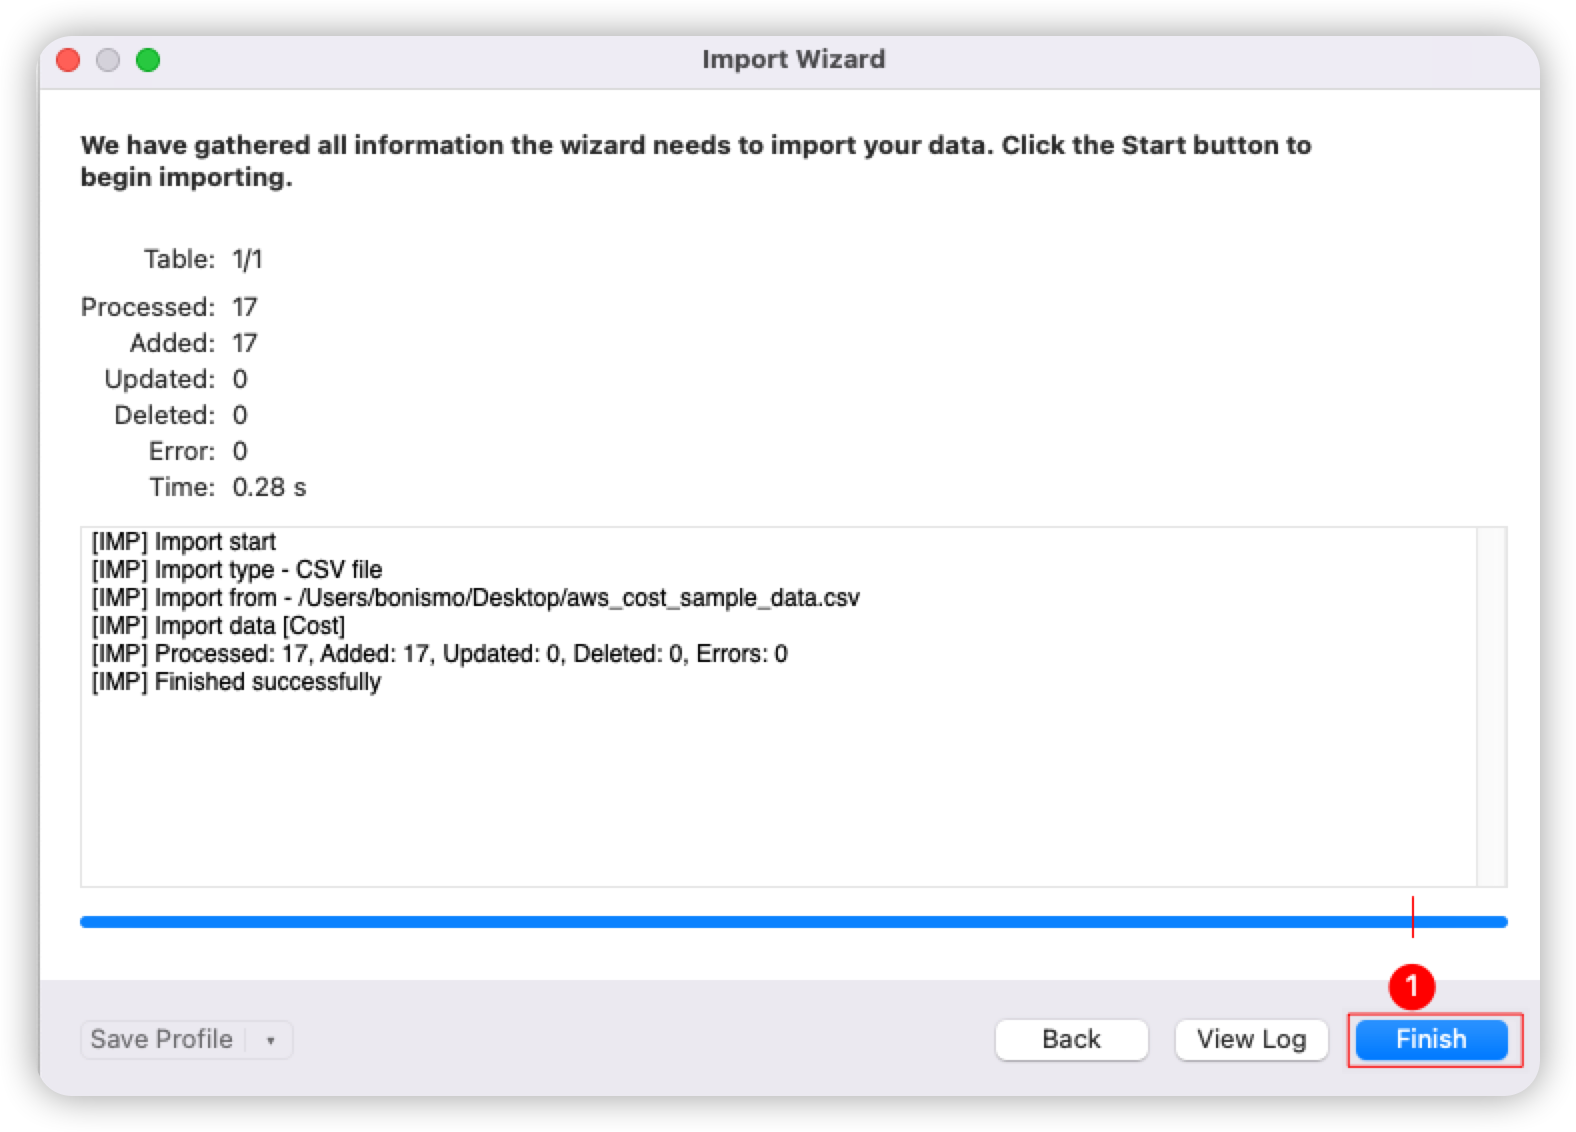 Import Wizard
We have gathered all information the wizard needs to import your data. Click the Start button to
begin importing.
Table: 1/1
Processed: 17
Added: 17
Updated: 0
Deleted: 0
Error: 0
Time: 0.28 s
[IMP] Import start
[IMP] Import type - CSV file
[IMP] Import from - /Users/bonismo/Desktop/aws_cost_sample_data.csv
[IMP] Import data [Cost]
[IMP] Processed: 17, Added: 17, Updated: 0, Deleted: 0, Errors: 0
[IMP] Finished successfully
1
Save Profile Back View Log Finish